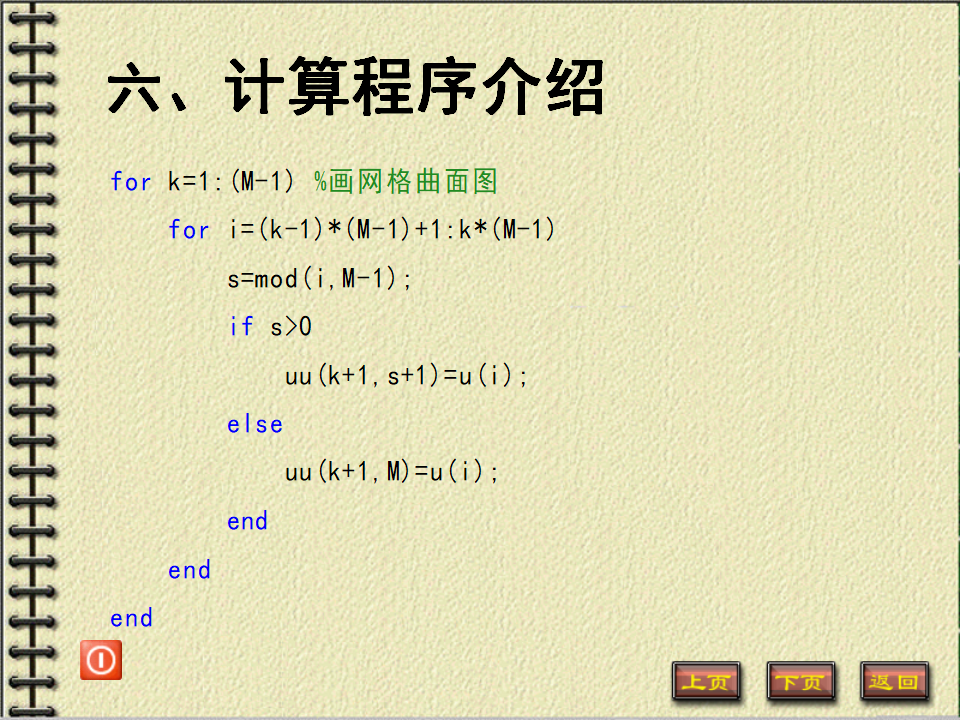 六、计算程序介绍
for k=1:(M-1) %画网格曲面图
for i=(k-1)*(M-1)+1:k*(M-1)
s=mod(i,M-1);
if s>0
uu(k+1,s+1)=u(i);
else
uu(k+1,M)=u(i);
end
end
end
上页 下页 返回